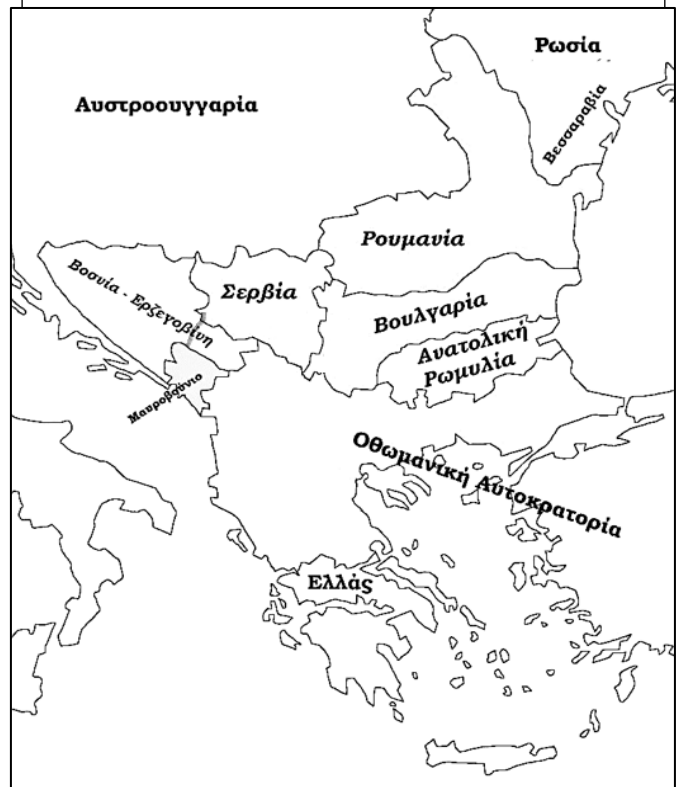 Ρωσία
Αυστροουγγαρία
Βεσσαραβία
Ρουμανία
Βοσνία - Ερζεγοβίνη
Σερβία
Βουλγαρία
Ανατολική
Ρωμυλία
Μαυροβούνιο
Οθωμανική Αυτοκρατορία
Ελλάς